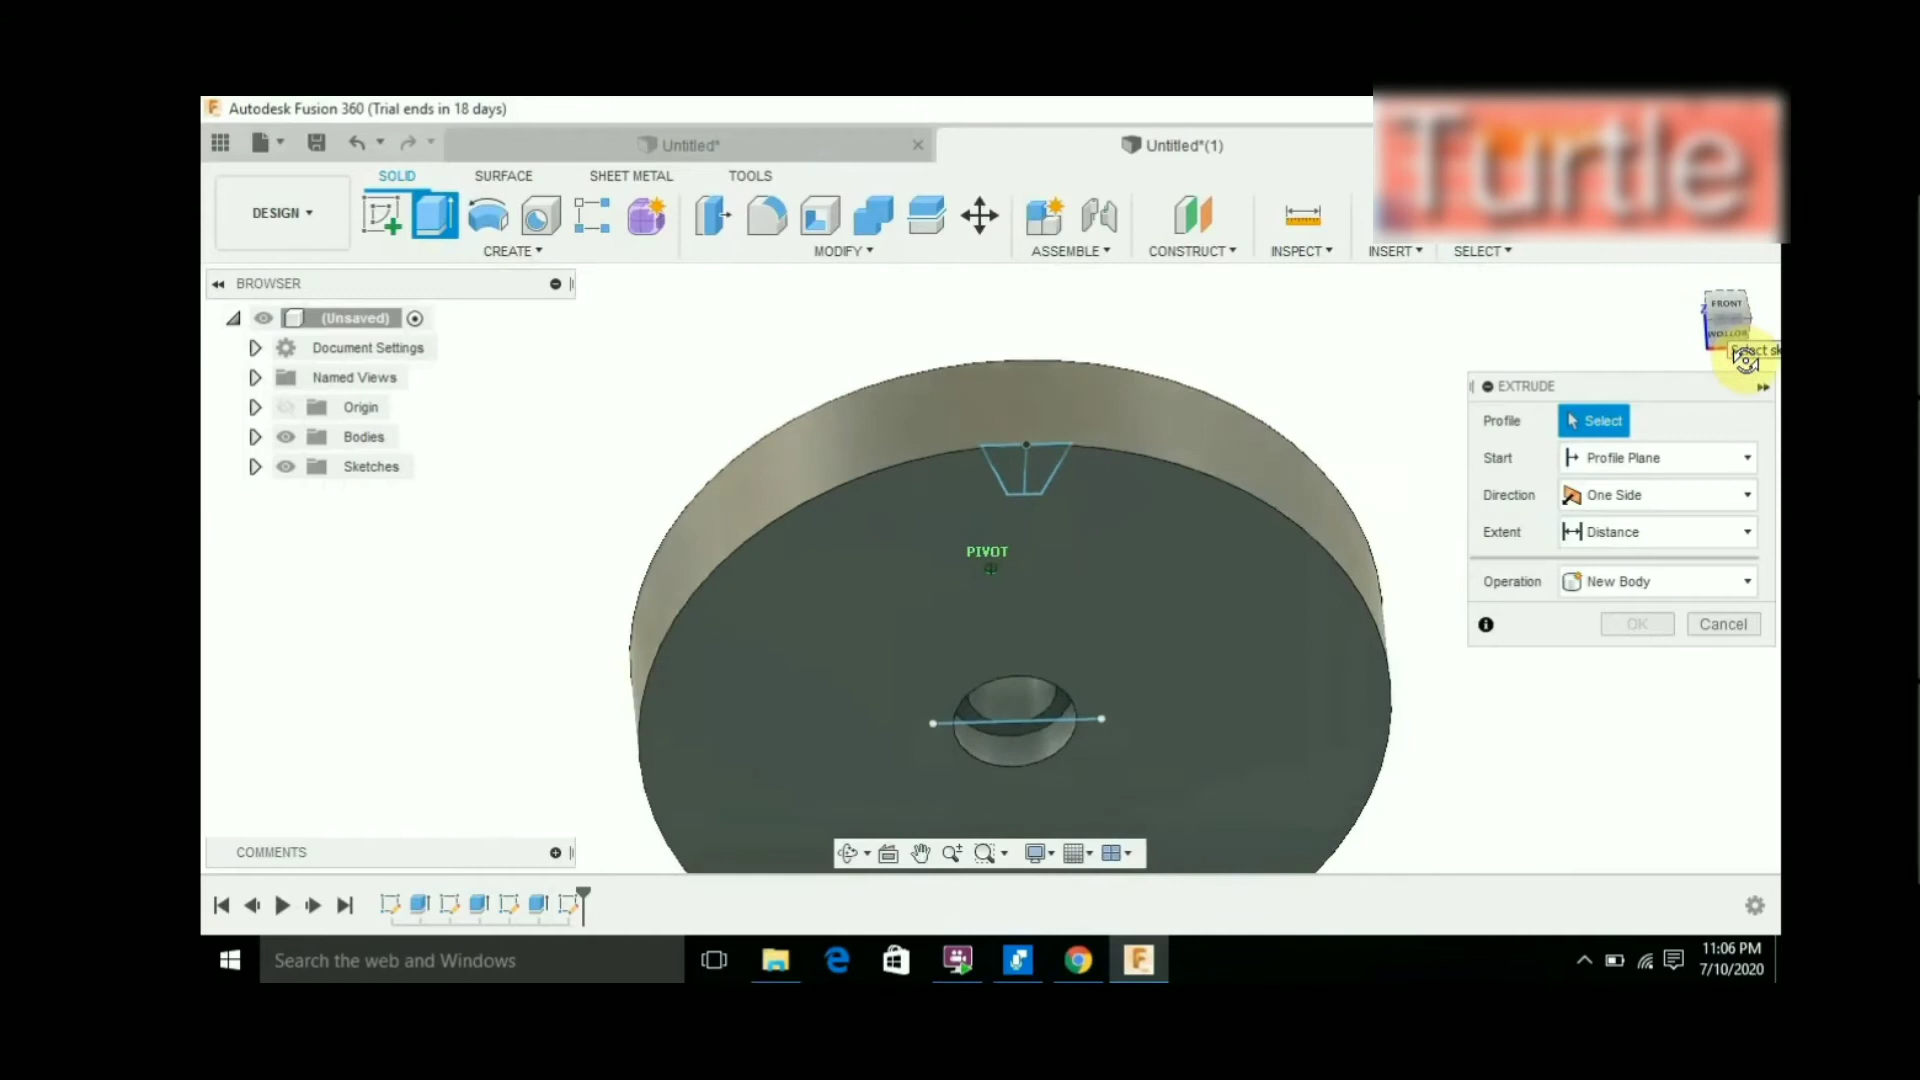 Autodesk Fusion 360 (Trial ends in 18 days)
Turtle
Untitled*
Untitled*(1)
SOLID
SURFACE
SHEET METAL
TOOLS
DESIGN
CREATE
MODIFY
ASSEMBLE
CONSTRUCT
INSPECT
INSERT
SELECT
BROWSER
(Unsaved)
Document Settings
Named Views
Origin
Bodies
Sketches
FRONT
BOTTOM
Select sk
EXTRUDE
Profile Select
Start Profile Plane
Direction One Side
Extent Distance
Operation New Body
OK Cancel
PIVOT
COMMENTS
Search the web and Windows
11:06 PM
7/10/2020